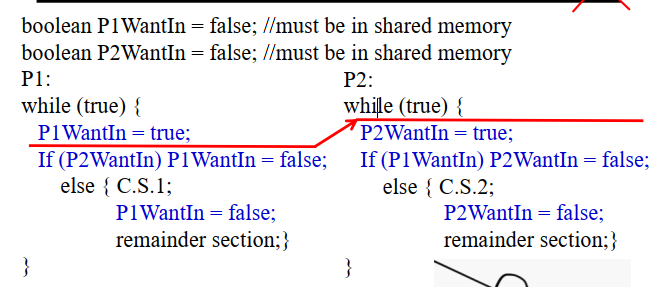 boolean P1WantIn = false; //must be in shared memory
boolean P2WantIn = false; //must be in shared memory
P1:
while (true) {
P1WantIn = true;
If (P2WantIn) P1WantIn = false;
else { C.S.1;
P1WantIn = false;
remainder section;}
}
P2:
while (true) {
P2WantIn = true;
If (P1WantIn) P2WantIn = false;
else { C.S.2;
P2WantIn = false;
remainder section;}
}